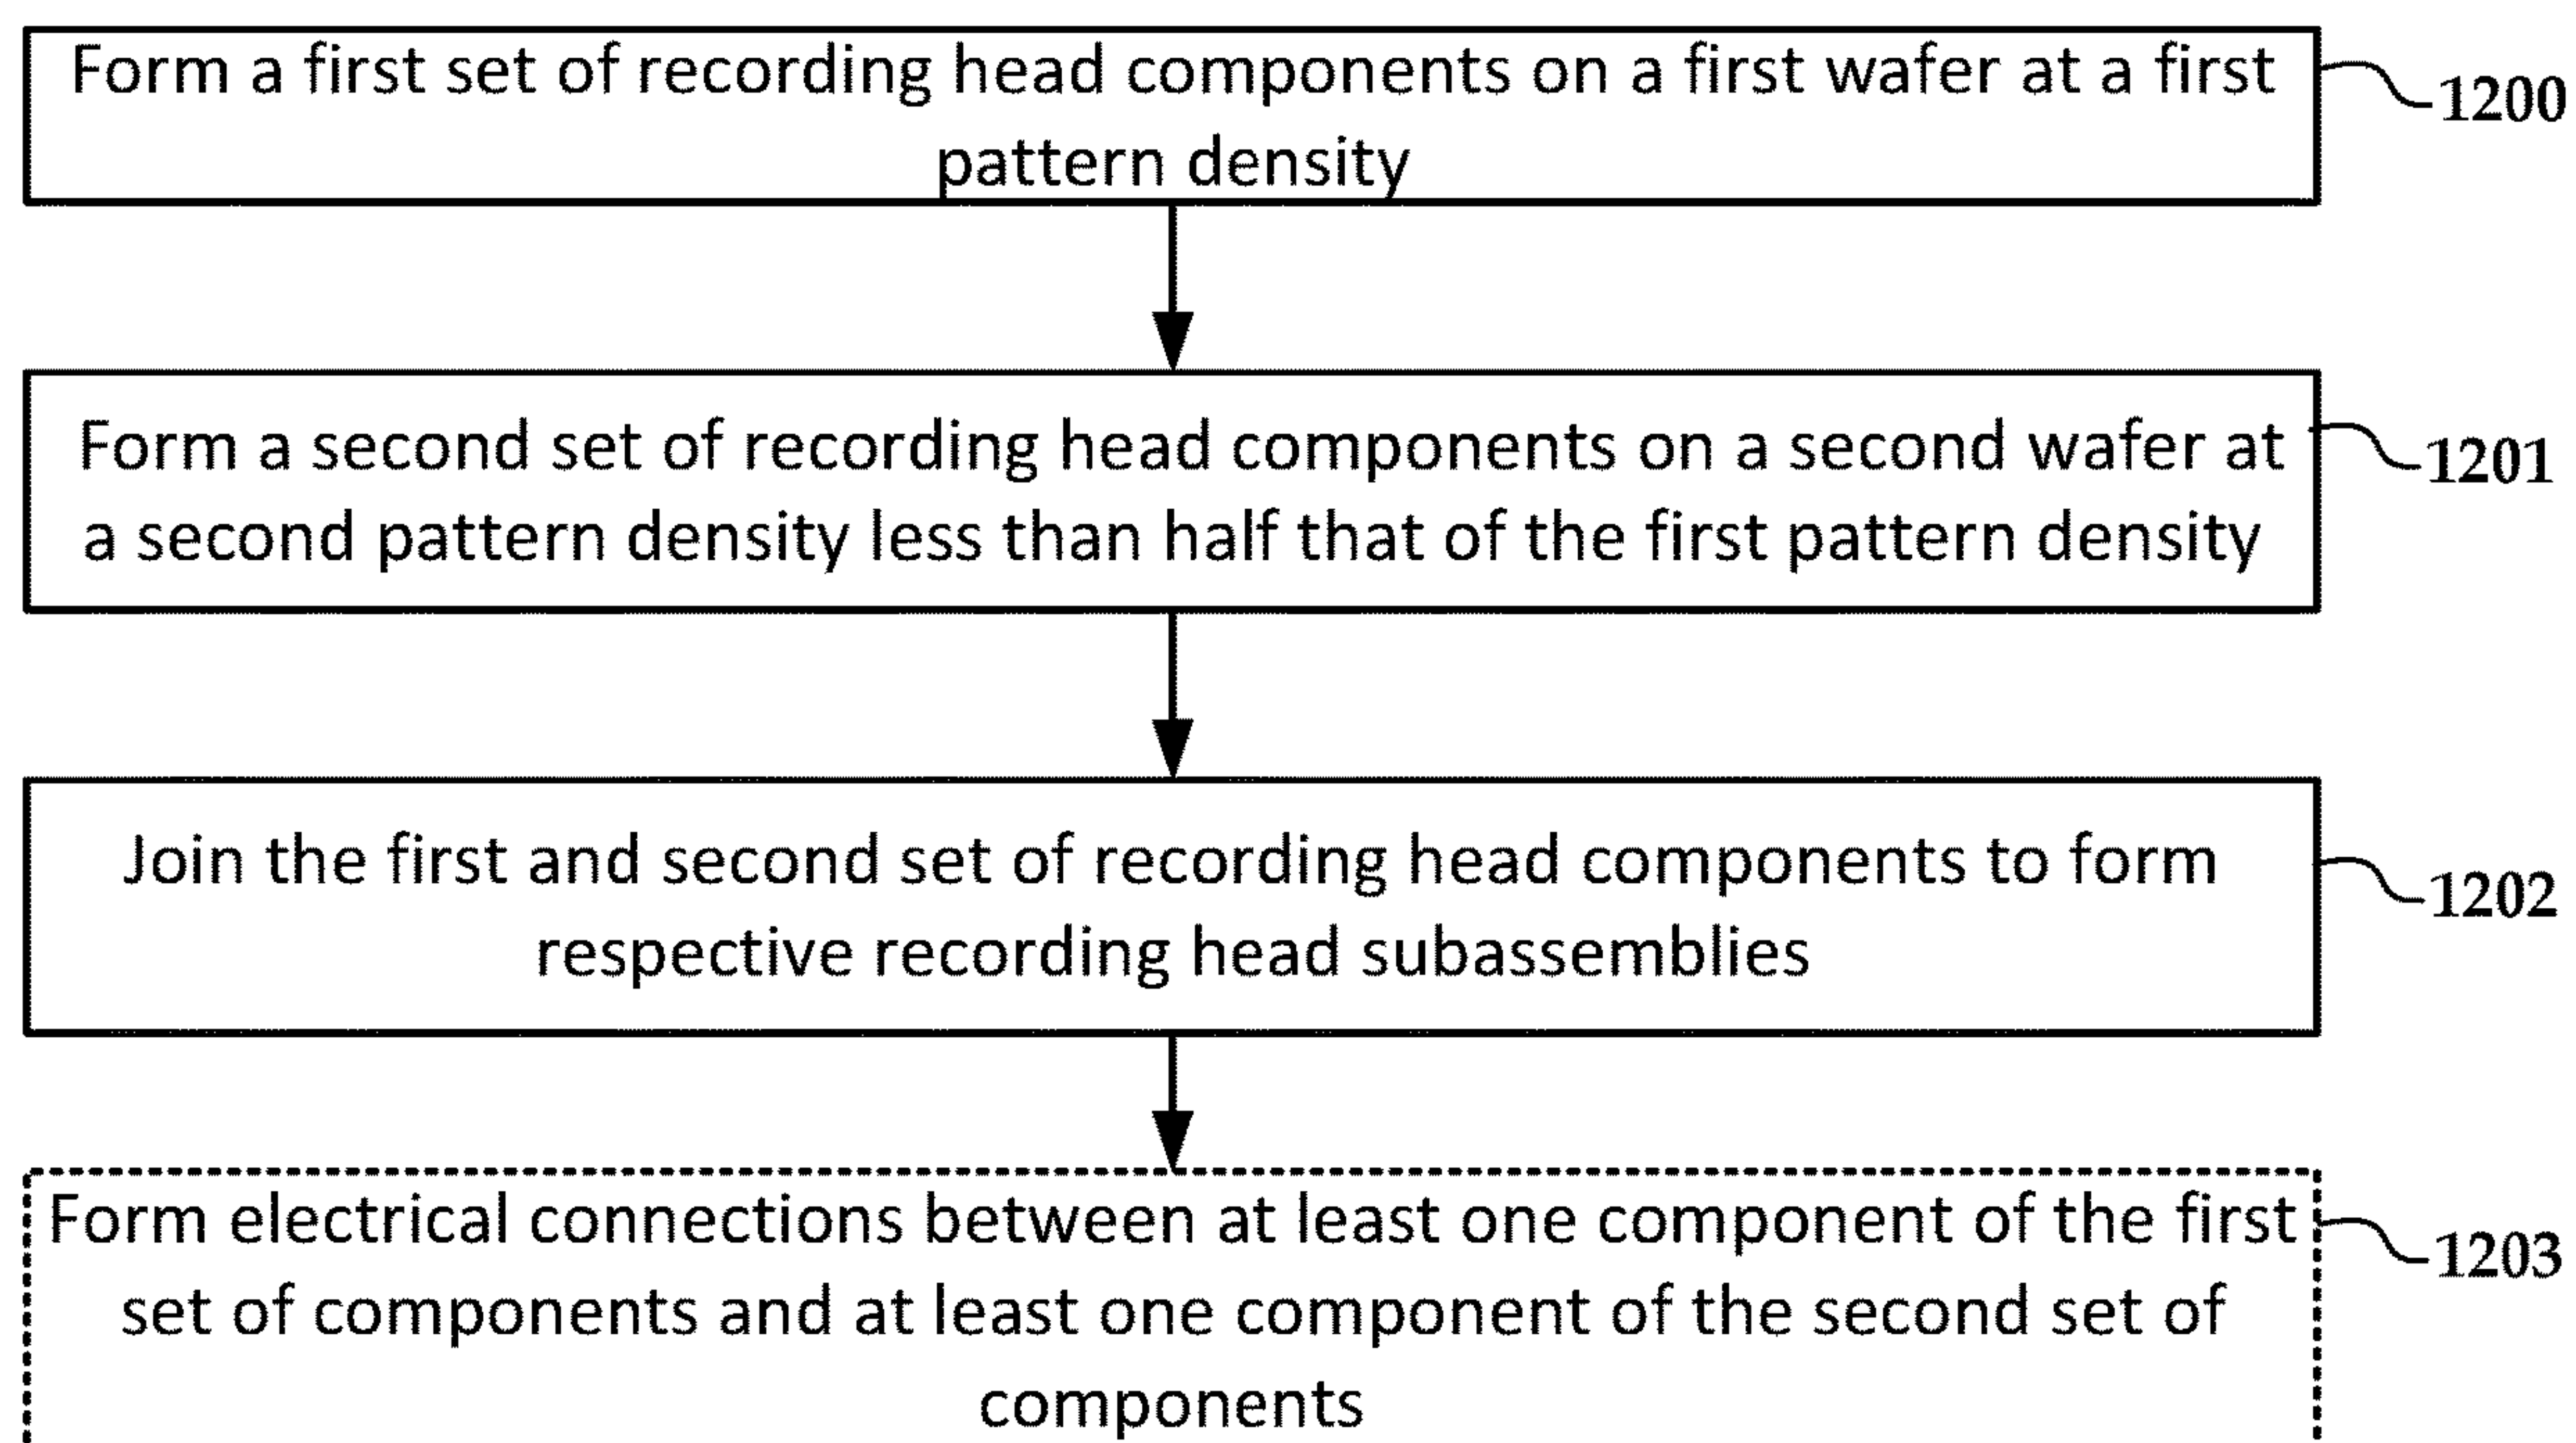 Form a first set of recording head components on a first wafer at a first
pattern density
1200
Form a second set of recording head components on a second wafer at
a second pattern density less than half that of the first pattern density
1201
Join the first and second set of recording head components to form
respective recording head subassemblies
1202
Form electrical connections between at least one component of the first
set of components and at least one component of the second set of
components
1203